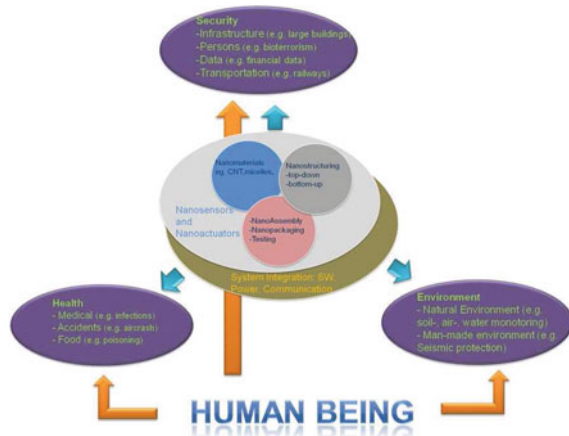 Security
-Infrastructure (e.g, large buildings)
-Persons (e.g, bioterrorism)
-Data (e.g. financial data)
-Transportation (e.g. railways)
Nanomaterials
eg. CNT,micelles,
Nanostructuring
-top-down
-bottom-up
Nanosensors
and
Nanoactuators
-NanoAssembly
-Nanopackaging
-Testing
System Integration: SW,
Power, Communication
Health
- Medical (e.g. infections)
- Accidents (e.g. aircrash)
- Food (e.g. poisoning)
Environment
- Natural Environment (e.g.
soil-, air-, water monotoring)
- Man-made environment (e.g.
Seismic protection)
HUMAN BEING